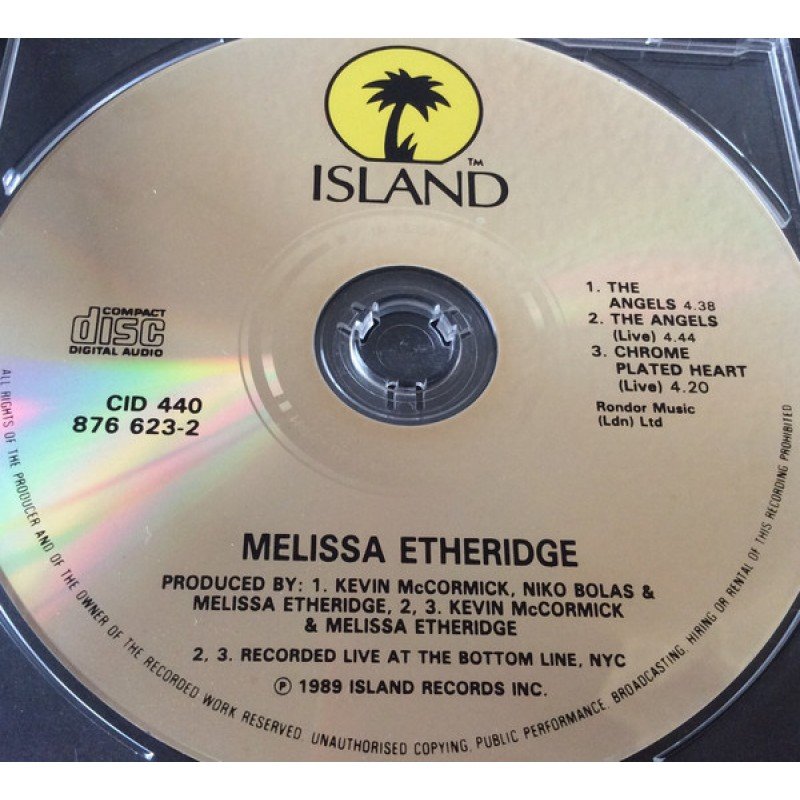 ISLAND™
COMPACT
disc
DIGITAL AUDIO
CID 440
876 623-2
1. THE
ANGELS 4.38
2. THE ANGELS
(Live) 4.44
3. CHROME
PLATED HEART
(Live) 4.20
Rondor Music
(Ldn) Ltd
MELISSA ETHERIDGE
PRODUCED BY: 1. KEVIN McCORMICK, NIKO BOLAS &
MELISSA ETHERIDGE, 2, 3. KEVIN McCORMICK
& MELISSA ETHERIDGE
2, 3. RECORDED LIVE AT THE BOTTOM LINE, NYC
℗ 1989 ISLAND RECORDS INC.
ALL RIGHTS OF THE PRODUCER AND OF THE OWNER OF THE RECORDED WORK RESERVED. UNAUTHORISED COPYING, PUBLIC PERFORMANCE, BROADCASTING, HIRING OR RENTAL OF THIS RECORDING PROHIBITED